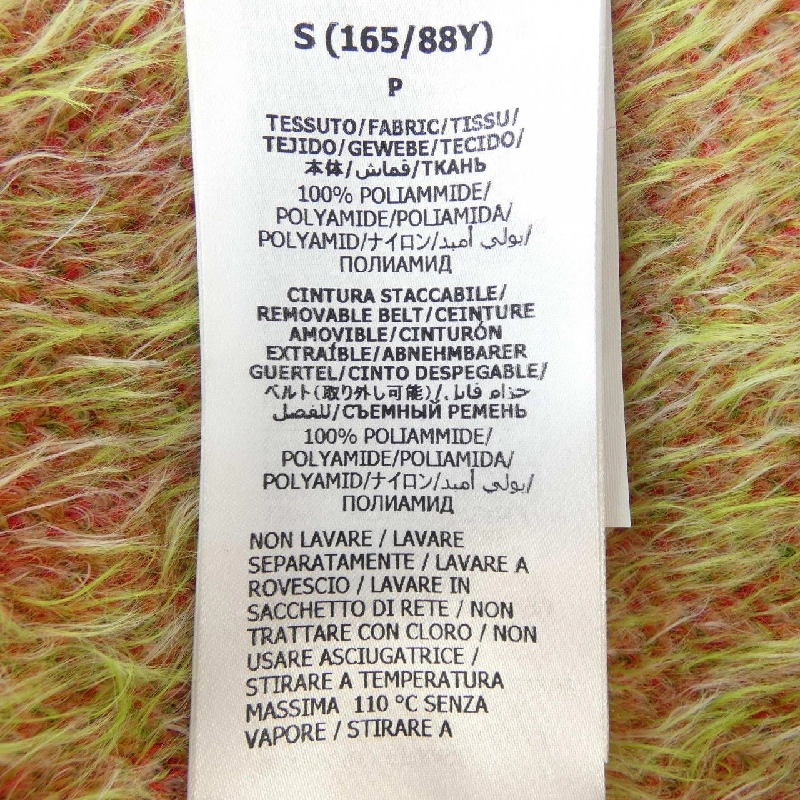 S (165/88Y)
P
TESSUTO/FABRIC/TISSU/
TEJIDO/GEWEBE/TECIDO/
本体/قماش/ТКАНЬ
100% POLIAMMIDE/
POLYAMIDE/POLIAMIDA/
POLYAMID/ナイロン/بولي أميد/
ПОЛИАМИД
CINTURA STACCABILE/
REMOVABLE BELT/CEINTURE
AMOVIBLE/CINTURÓN
EXTRAÍBLE/ABNEHMBARER
GUERTEL/CINTO DESPEGABLE/
ベルト(取り外し可能)/حزام قابل
للفصل/СЪЕМНЫЙ РЕМЕНЬ
100% POLIAMMIDE/
POLYAMIDE/POLIAMIDA/
POLYAMID/ナイロン/بولي أميد/
ПОЛИАМИД
NON LAVARE / LAVARE
SEPARATAMENTE / LAVARE A
ROVESCIO / LAVARE IN
SACCHETTO DI RETE / NON
TRATTARE CON CLORO / NON
USARE ASCIUGATRICE /
STIRARE A TEMPERATURA
MASSIMA 110 °C SENZA
VAPORE / STIRARE A